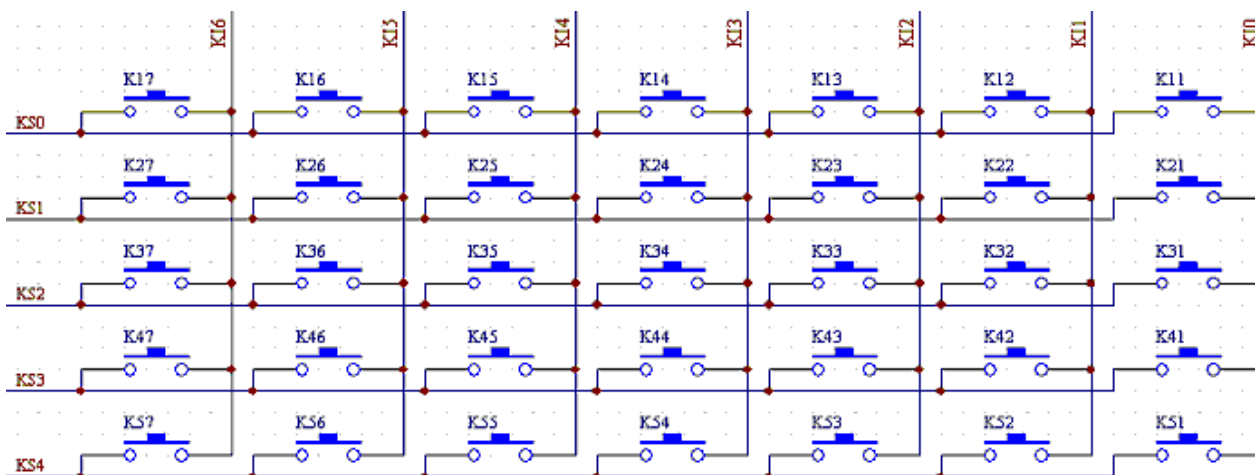 KI6 KI5 KI4 KI3 KI2 KI1 KI0
K17 K16 K15 K14 K13 K12 K11
KS0
K27 K26 K25 K24 K23 K22 K21
KS1
K37 K36 K35 K34 K33 K32 K31
KS2
K47 K46 K45 K44 K43 K42 K41
KS3
K57 K56 K55 K54 K53 K52 K51
KS4